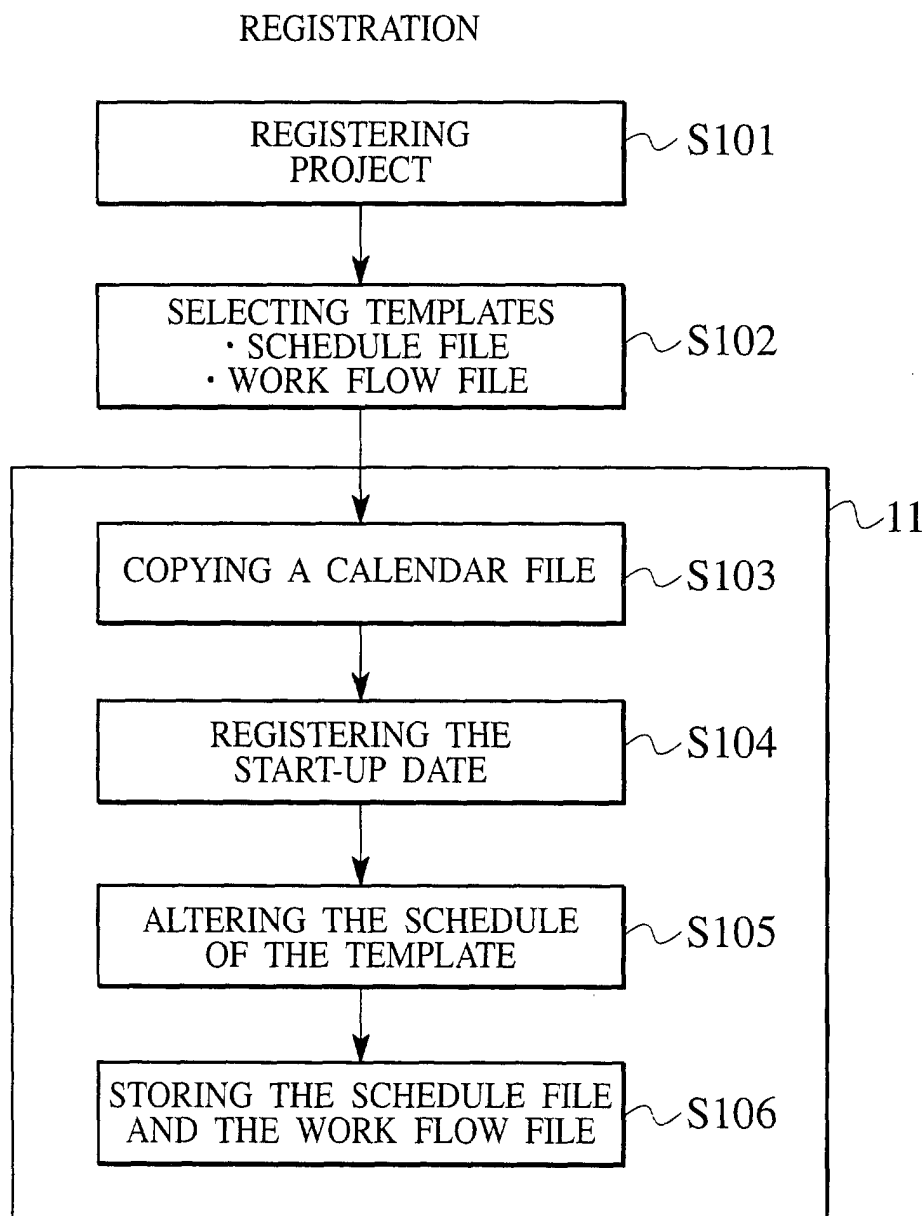 REGISTRATION
REGISTERING
PROJECT
S101
SELECTING TEMPLATES
· SCHEDULE FILE
· WORK FLOW FILE
S102
11
COPYING A CALENDAR FILE
S103
REGISTERING THE
START-UP DATE
S104
ALTERING THE SCHEDULE
OF THE TEMPLATE
S105
STORING THE SCHEDULE FILE
AND THE WORK FLOW FILE
S106